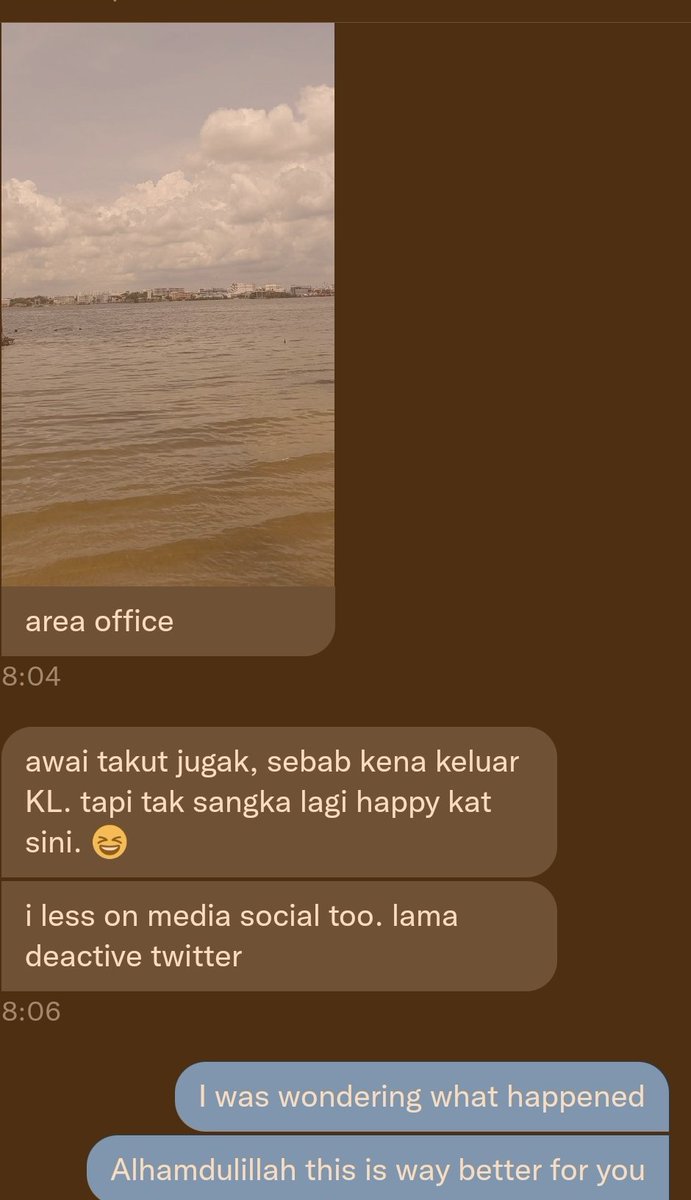 area office
8:04
awai takut jugak, sebab kena keluar
KL. tapi tak sangka lagi happy kat
sini. 😆
i less on media social too. lama
deactive twitter
8:06
I was wondering what happened
Alhamdulillah this is way better for you